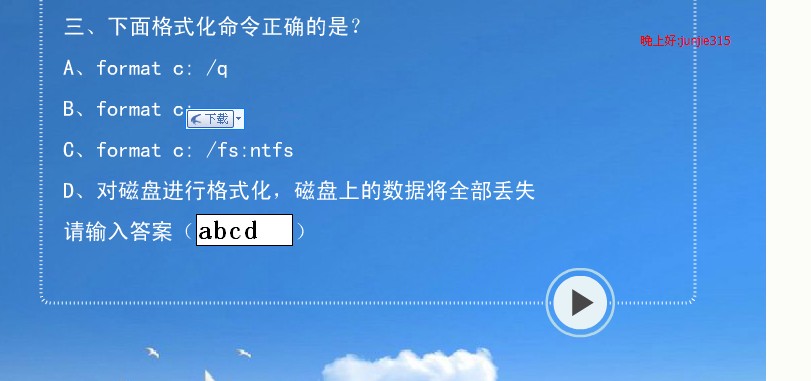 三、下面格式化命令正确的是？
晚上好:junjie315
A、format c: /q
B、format c:
下载
C、format c: /fs:ntfs
D、对磁盘进行格式化，磁盘上的数据将全部丢失
请输入答案（abcd）